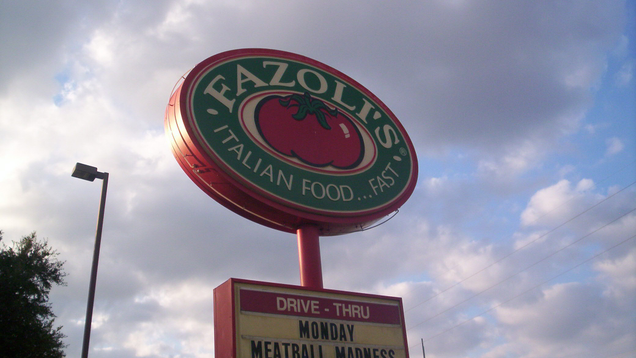 FAZOLI'S
ITALIAN FOOD...FAST
DRIVE-THRU
MONDAY
MEATBALL MADNESS